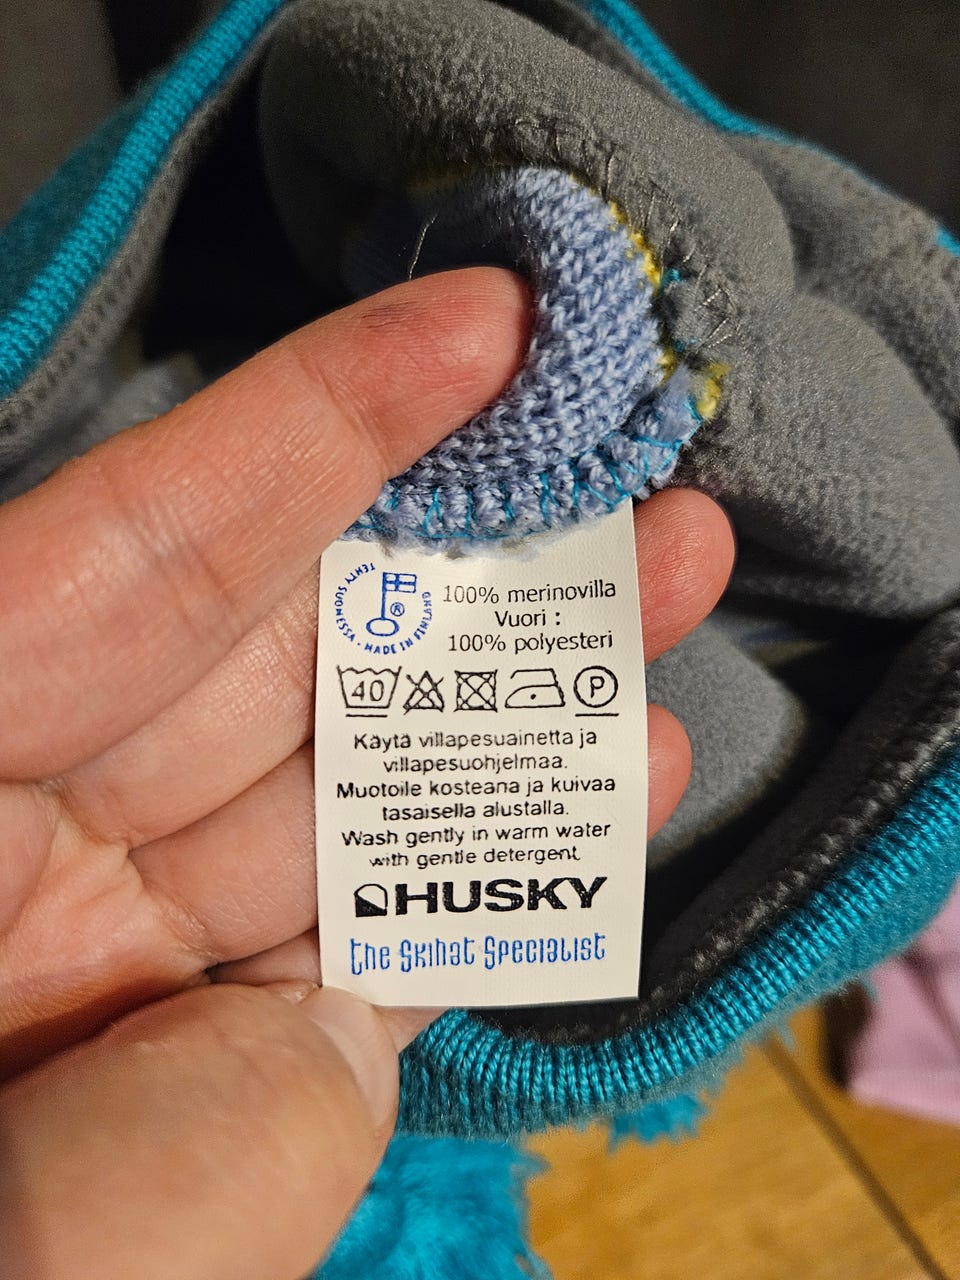 TEHTY SUOMESSA · MADE IN FINLAND
®
100% merinovilla
Vuori :
100% polyesteri
40
P
Käytä villapesuainetta ja
villapesuohjelmaa.
Muotoile kosteana ja kuivaa
tasaisella alustalla.
Wash gently in warm water
with gentle detergent.
HUSKY
the Skihat Specialist